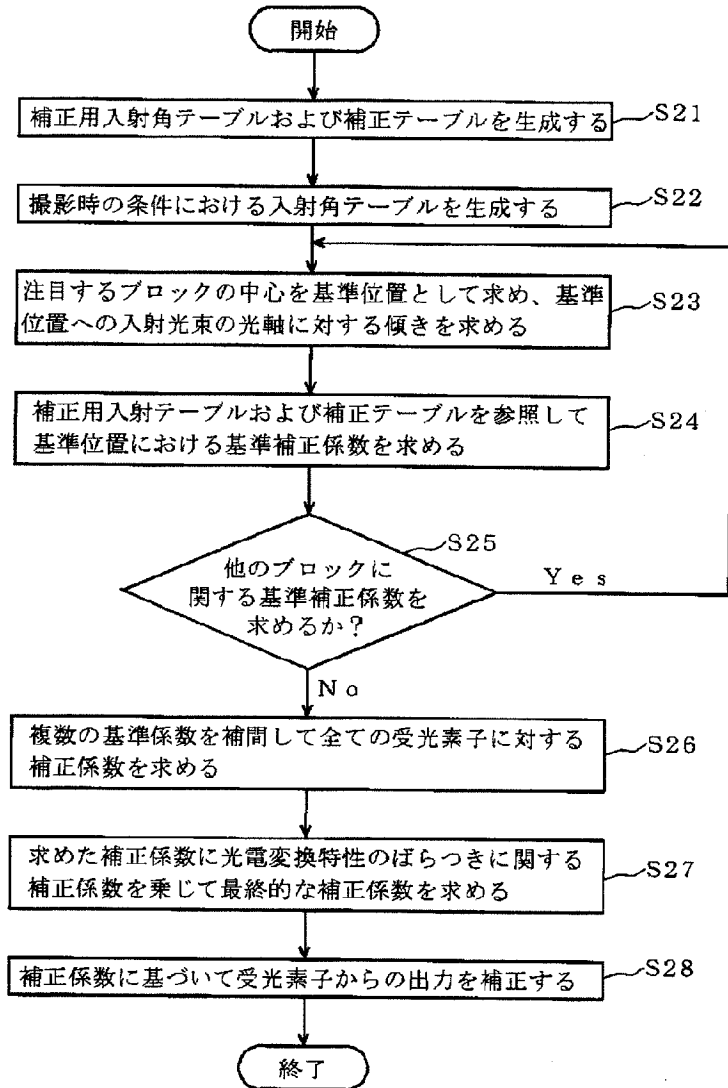 開始
補正用入射角テーブルおよび補正テーブルを生成する
S21
撮影時の条件における入射角テーブルを生成する
S22
注目するブロックの中心を基準位置として求め、基準
位置への入射光束の光軸に対する傾きを求める
S23
補正用入射テーブルおよび補正テーブルを参照して
基準位置における基準補正係数を求める
S24
S25
他のブロックに
関する基準補正係数を
求めるか?
Yes
No
複数の基準係数を補間して全ての受光素子に対する
補正係数を求める
S26
求めた補正係数に光電変換特性のばらつきに関する
補正係数を乗じて最終的な補正係数を求める
S27
補正係数に基づいて受光素子からの出力を補正する
S28
終了